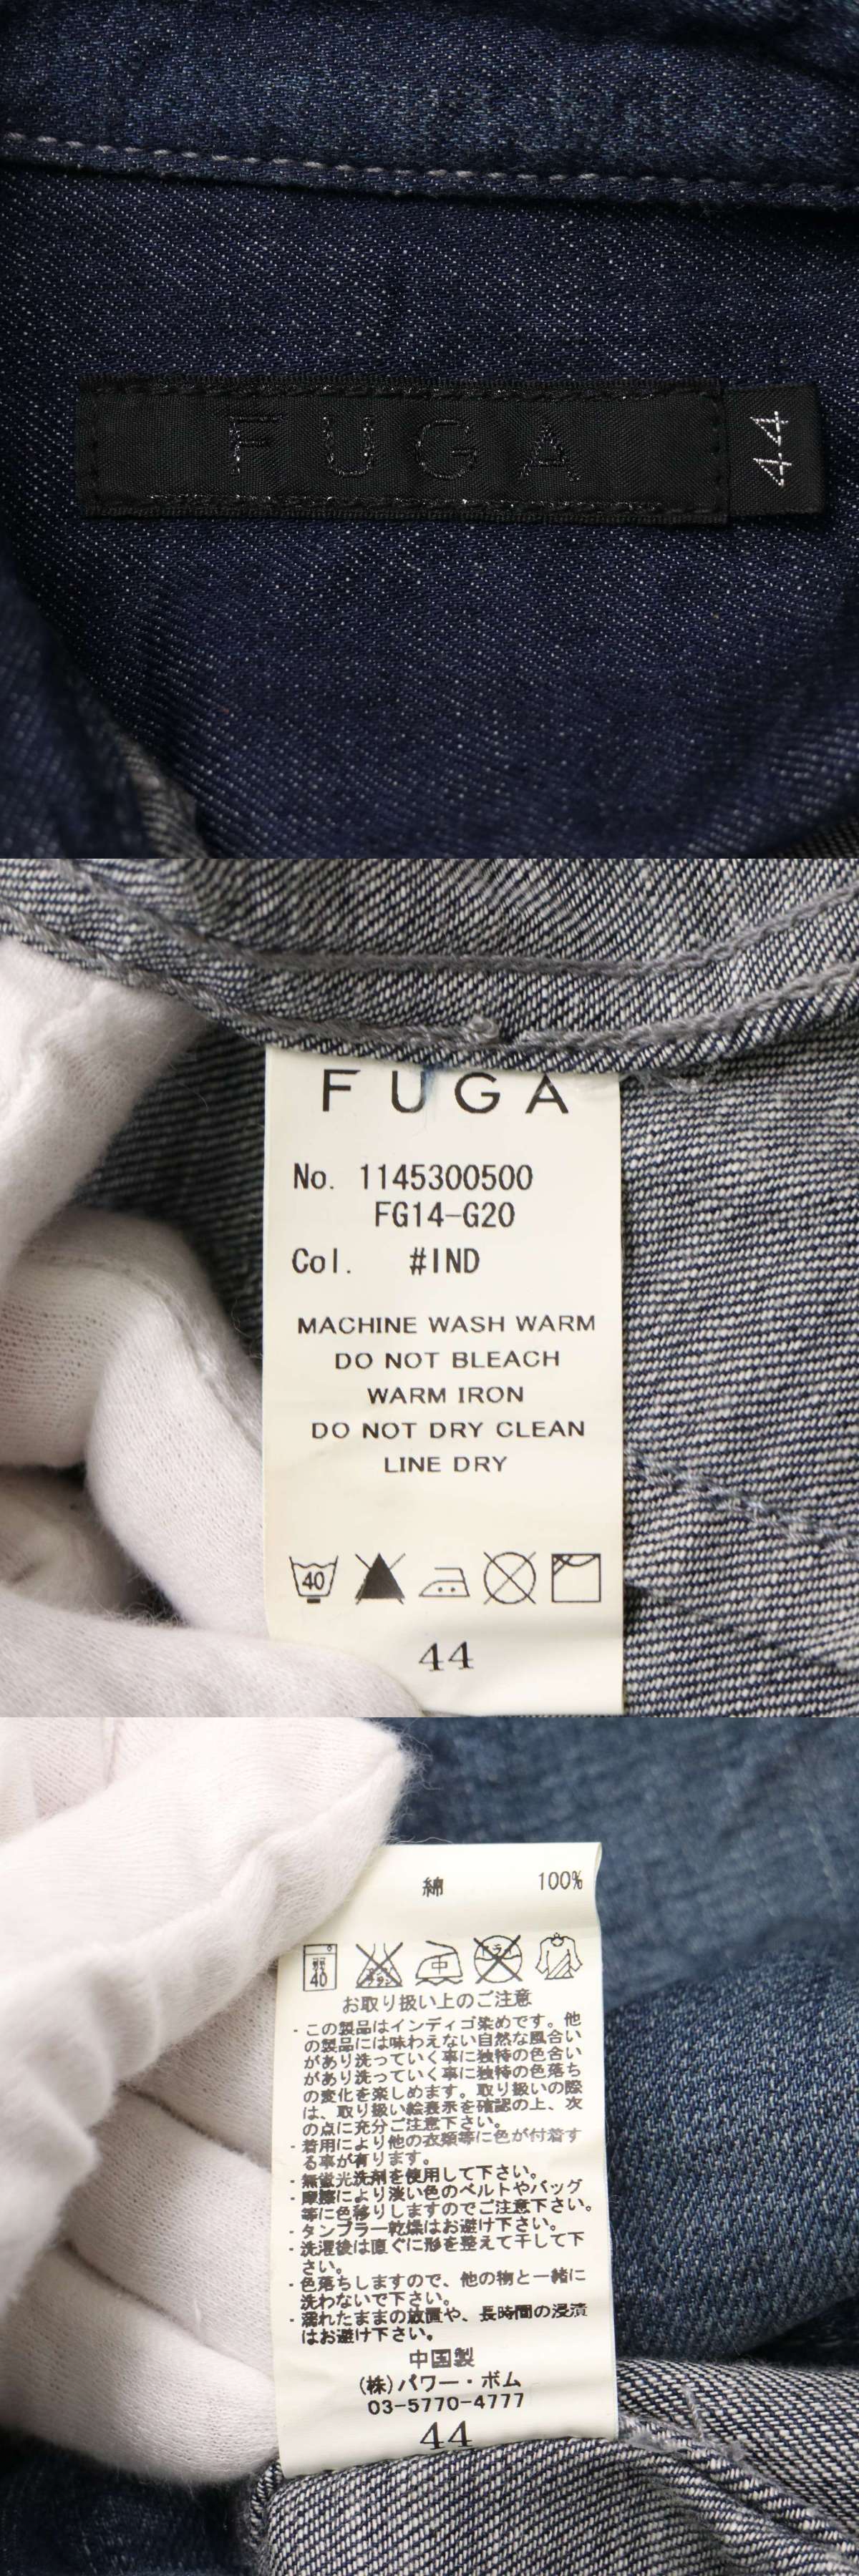 FUGA
44
FUGA
No. 1145300500
FG14-G20
Col. #IND
MACHINE WASH WARM
DO NOT BLEACH
WARM IRON
DO NOT DRY CLEAN
LINE DRY
40
44
綿 100%
40 中
お取り扱い上のご注意
・この製品はインディゴ染めです。他
の製品には味わえない自然な風合い
があり洗っていく事に独特の色合い
があり洗っていく事に独特の色落ち
の変化を楽しめます。取り扱いの際
は、取り扱い絵表示を確認の上、次
の点に充分ご注意下さい。
・着用により他の衣類等に色が付着す
る事が有ります。
・無蛍光洗剤を使用して下さい。
・摩擦により淡い色のベルトやバッグ
等に色移りしますのでご注意下さい。
・タンブラー乾燥はお避け下さい。
・洗濯後は直ぐに形を整えて干して下
さい。
・色落ちしますので、他の物と一緒に
洗わないで下さい。
・濡れたままの放置や、長時間の浸漬
はお避け下さい。
中国製
(株)パワー・ボム
03-5770-4777
44